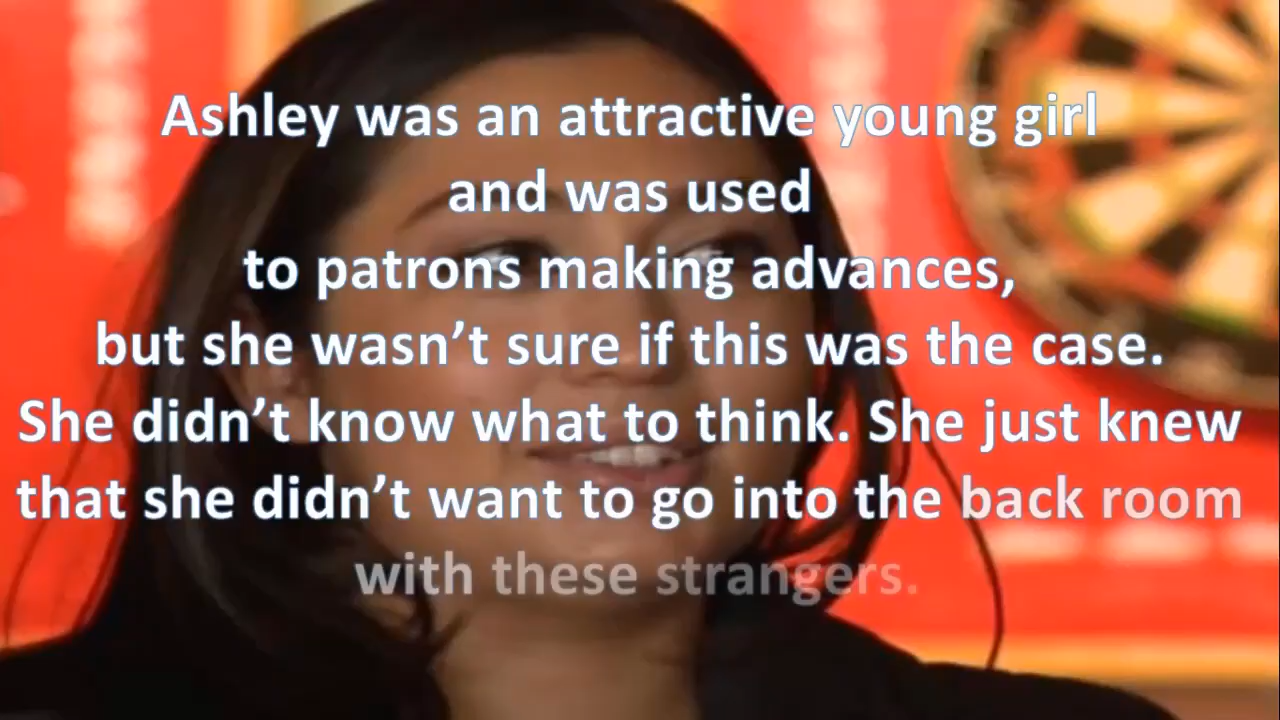 Ashley was an attractive young girl
and was used
to patrons making advances,
but she wasn’t sure if this was the case.
She didn’t know what to think. She just knew
that she didn’t want to go into the back room
with these strangers.